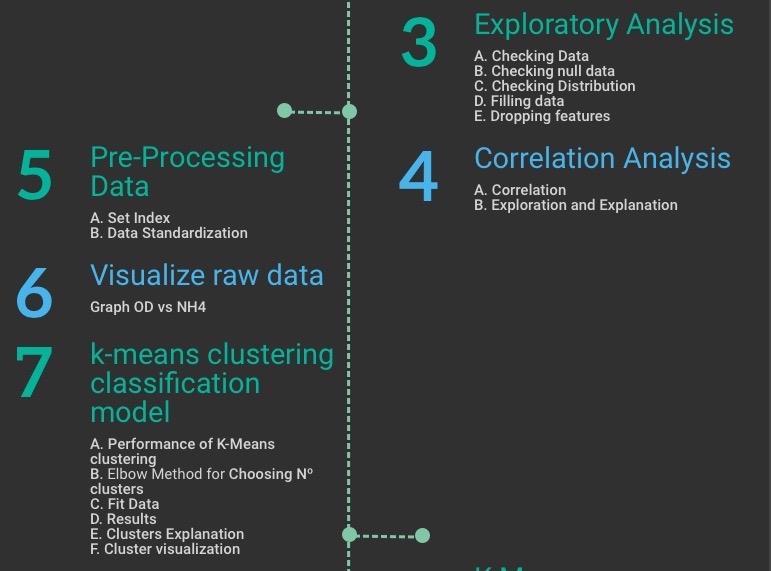 3
Exploratory Analysis
A. Checking Data
B. Checking null data
C. Checking Distribution
D. Filling data
E. Dropping features
4
Correlation Analysis
A. Correlation
B. Exploration and Explanation
5
Pre-Processing
Data
A. Set Index
B. Data Standardization
6
Visualize raw data
Graph OD vs NH4
7
k-means clustering
classification
model
A. Performance of K-Means
clustering
B. Elbow Method for Choosing Nº
clusters
C. Fit Data
D. Results
E. Clusters Explanation
F. Cluster visualization